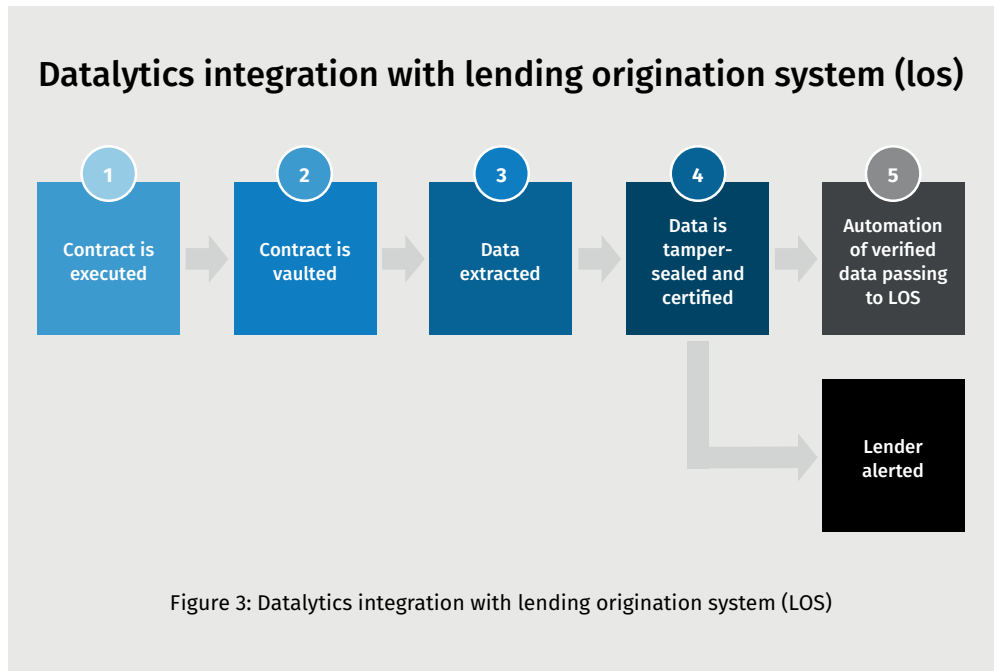 Datalytics integration with lending origination system (los)
1
Contract is
executed
2
Contract is
vaulted
3
Data
extracted
4
Data is
tamper-
sealed and
certified
5
Automation
of verified
data passing
to LOS
Lender
alerted
Figure 3: Datalytics integration with lending origination system (LOS)